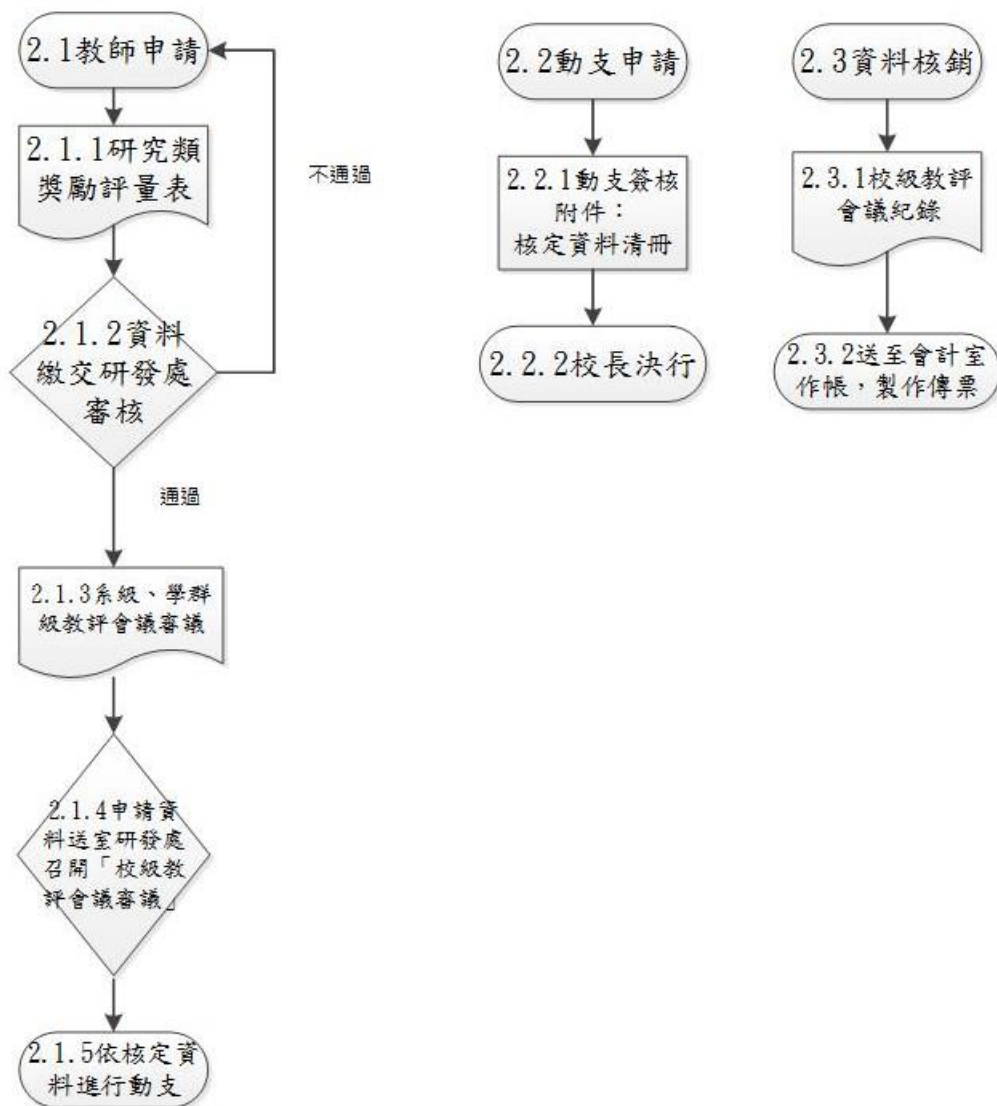 2.1教師申請
2.1.1研究類
獎勵評量表
不通過
2.1.2資料
繳交研發處
審核
通過
2.1.3系級、學群
級教評會議審議
2.1.4申請資
料送室研發處
召開「校級教
評會議審議」
2.1.5依核定資
料進行動支
2.2動支申請
2.2.1動支簽核
附件：
核定資料清冊
2.2.2校長決行
2.3資料核銷
2.3.1校級教評
會議紀錄
2.3.2送至會計室
作帳，製作傳票